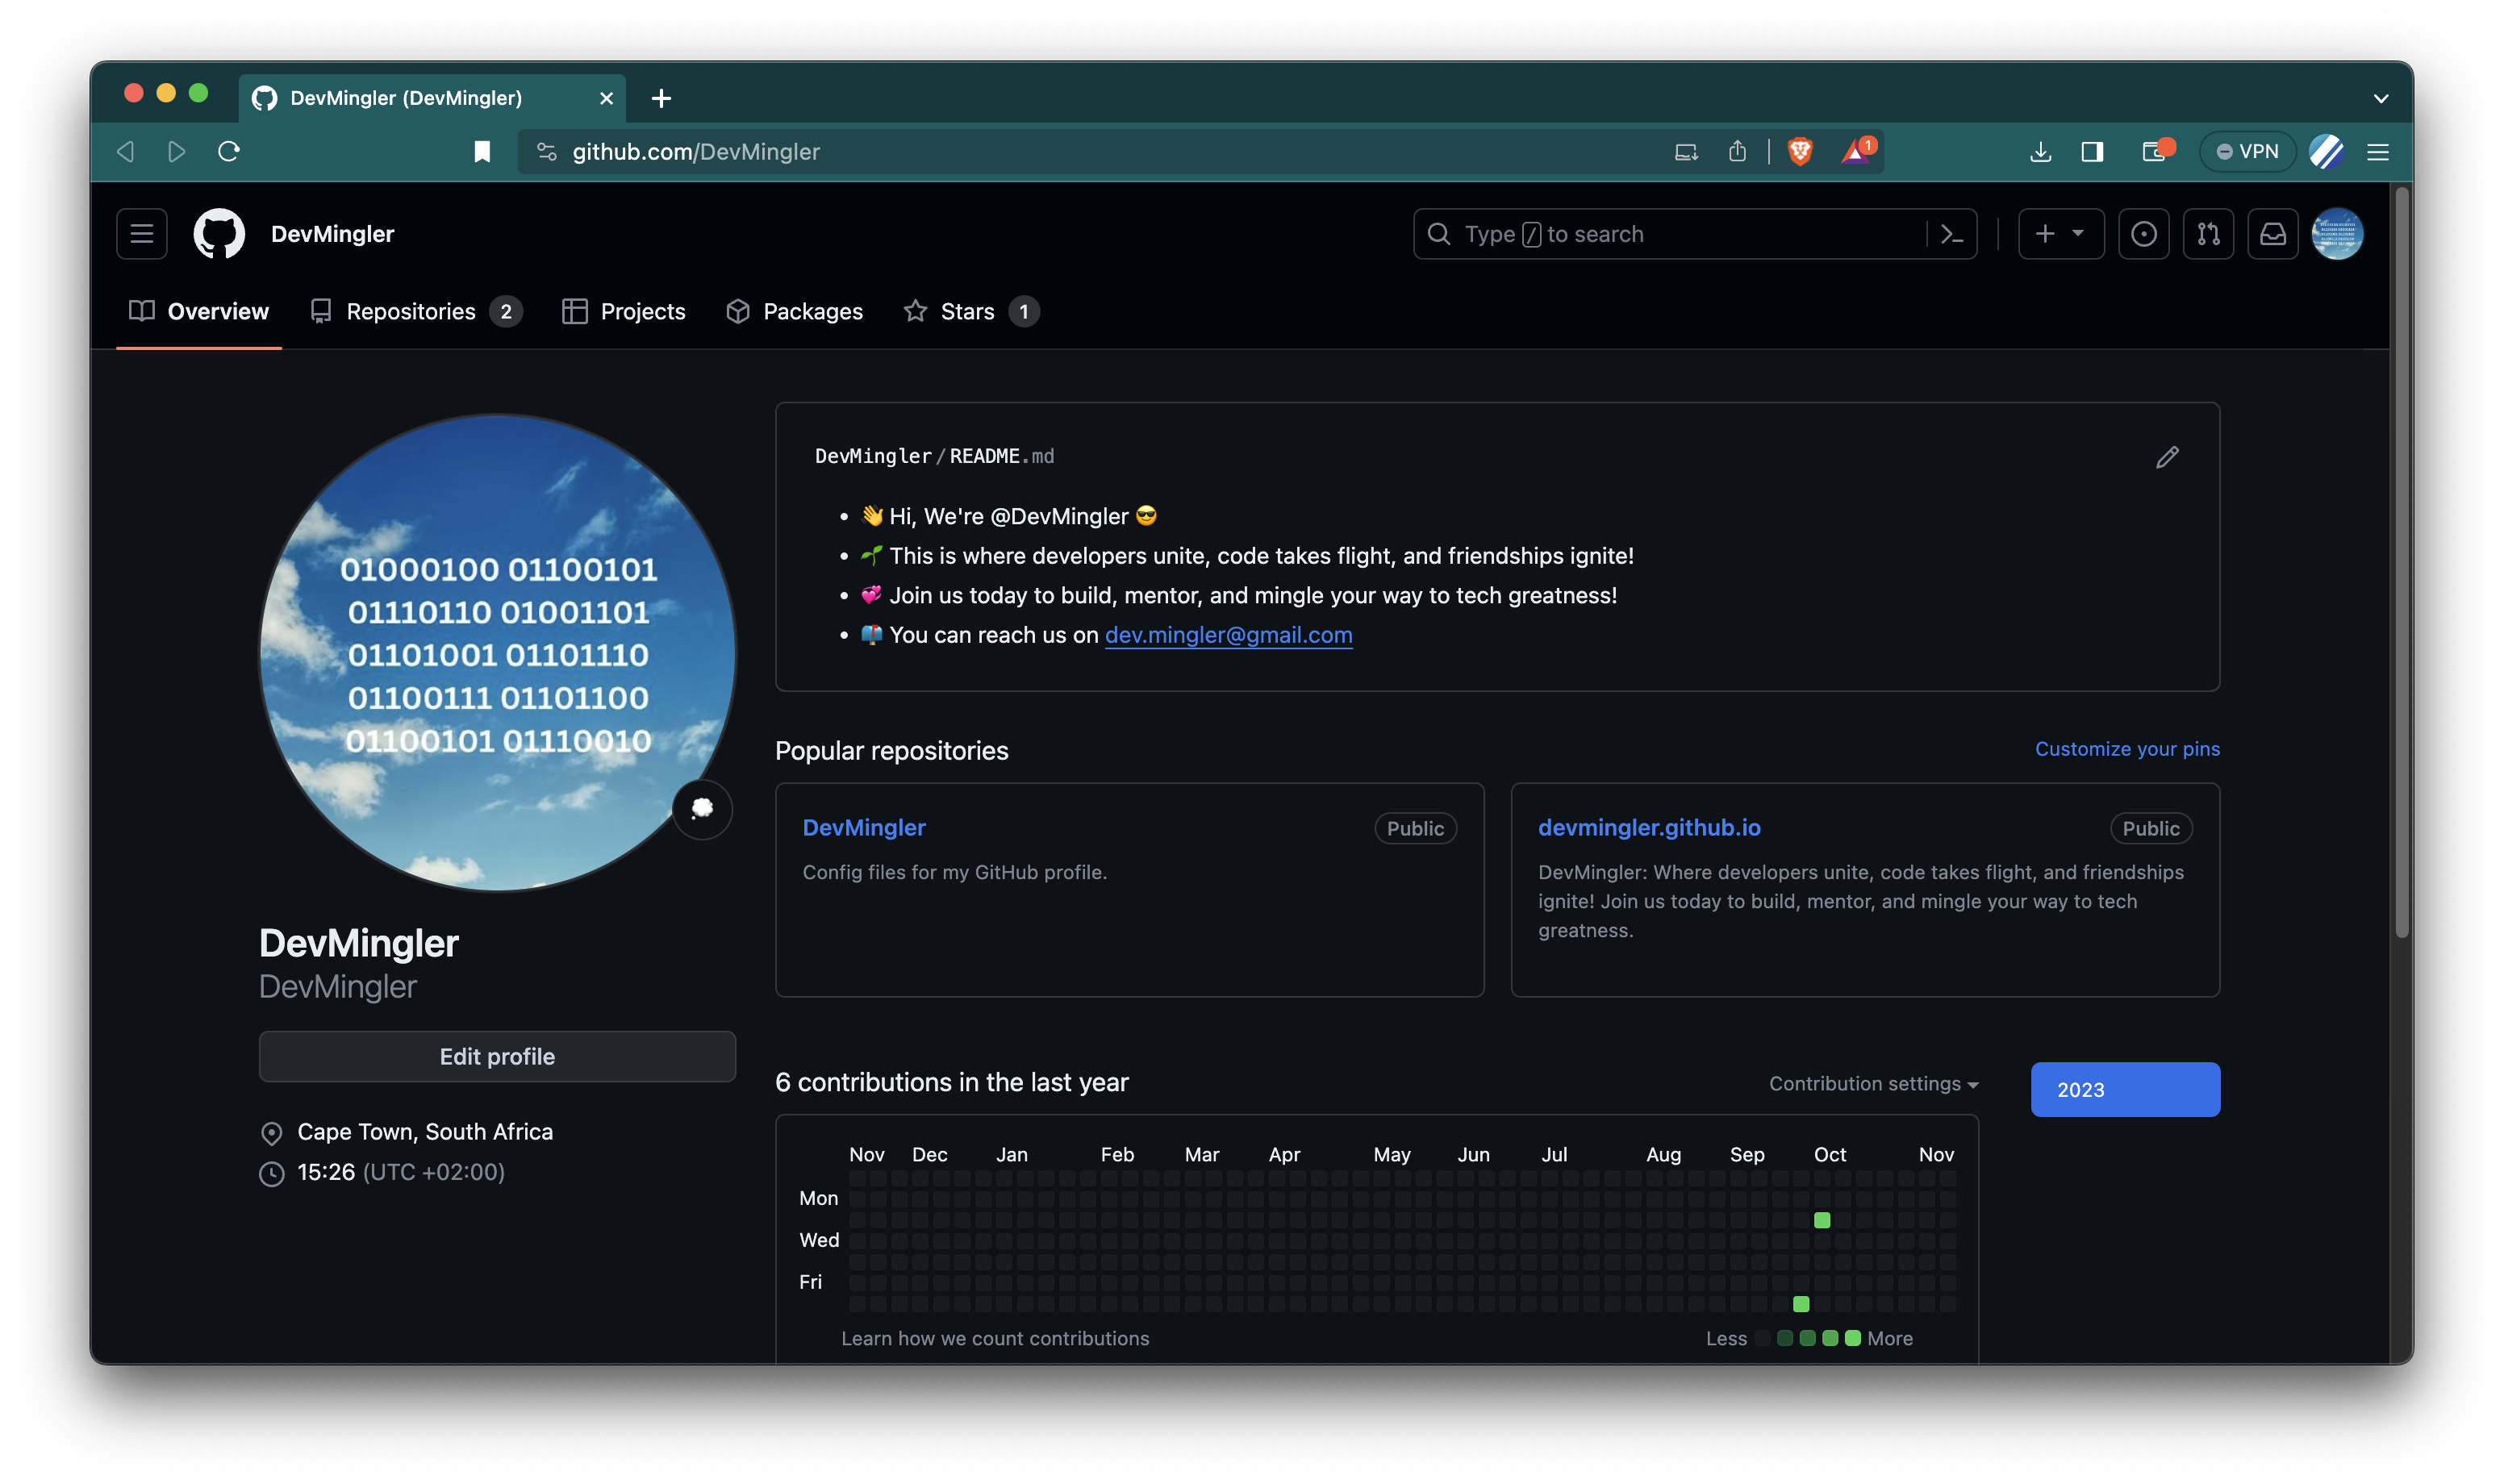 DevMingler (DevMingler)
github.com/DevMingler
1
VPN
DevMingler
Type / to search
Overview Repositories 2 Projects Packages Stars 1
01000100 01100101
01110110 01001101
01101001 01101110
01100111 01101100
01100101 01110010
DevMingler
DevMingler
Edit profile
Cape Town, South Africa
15:26 (UTC +02:00)
DevMingler/README.md
👋 Hi, We're @DevMingler 😎
🌱 This is where developers unite, code takes flight, and friendships ignite!
💞 Join us today to build, mentor, and mingle your way to tech greatness!
📫 You can reach us on dev.mingler@gmail.com
Popular repositories
Customize your pins
DevMingler
Public
Config files for my GitHub profile.
devmingler.github.io
Public
DevMingler: Where developers unite, code takes flight, and friendships
ignite! Join us today to build, mentor, and mingle your way to tech
greatness.
6 contributions in the last year
Contribution settings
2023
Nov Dec Jan Feb Mar Apr May Jun Jul Aug Sep Oct Nov
Mon
Wed
Fri
Learn how we count contributions
Less More